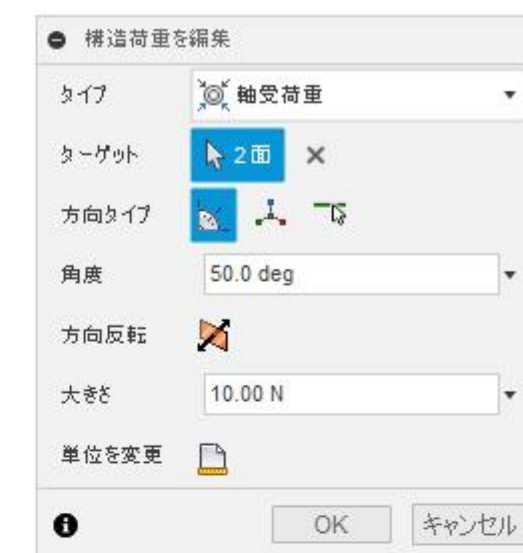 構造荷重を編集
タイプ 軸受荷重
ターゲット 2 面
方向タイプ
角度 50.0 deg
方向反転
大きさ 10.00 N
単位を変更
OK キャンセル